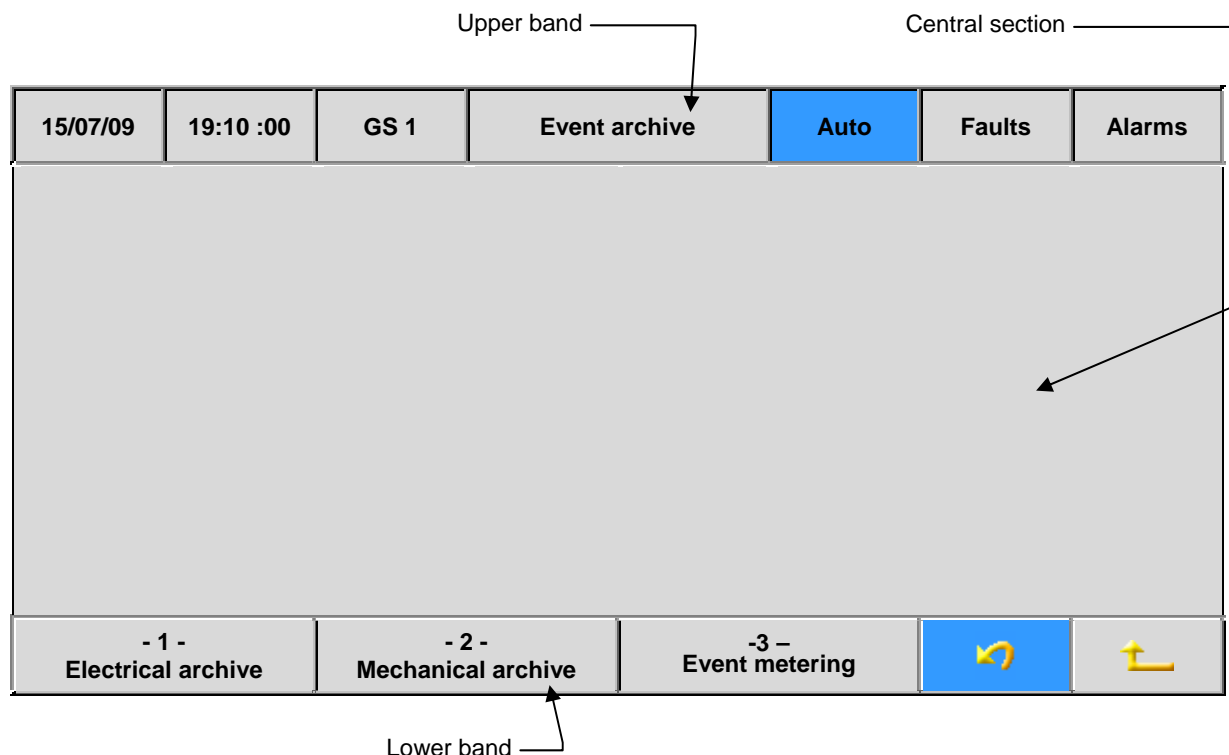 Upper band
Central section
15/07/09
19:10 :00
GS 1
Event archive
Auto
Faults
Alarms
- 1 -
Electrical archive
- 2 -
Mechanical archive
-3 –
Event metering
Lower band